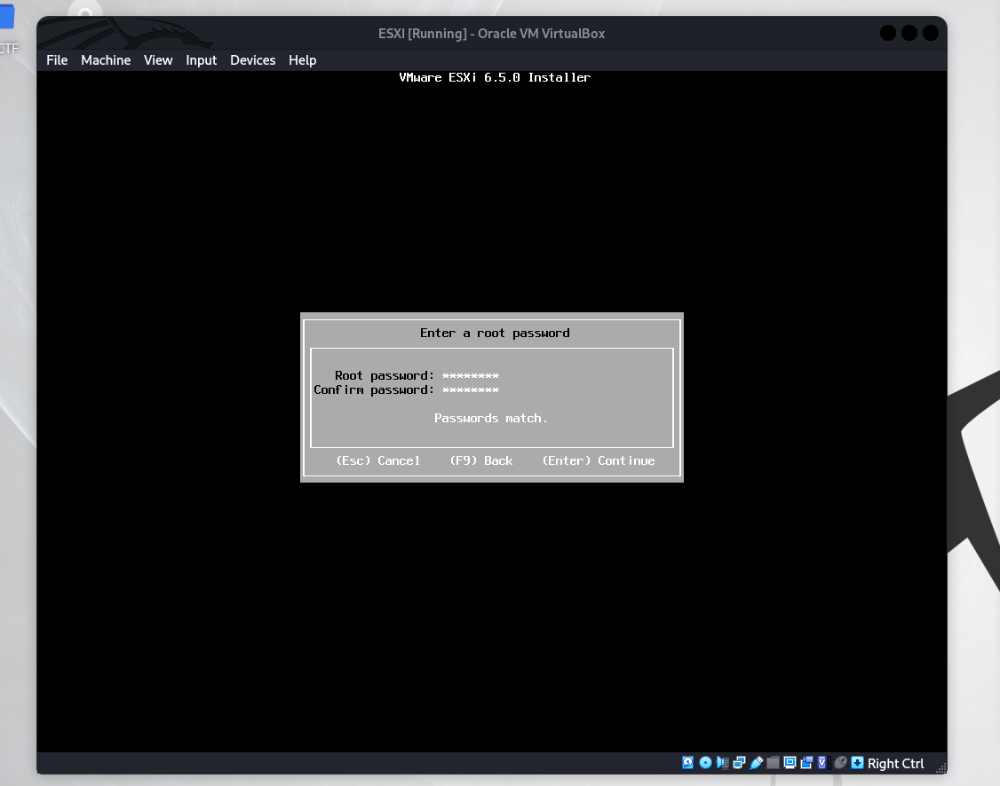 CTF
ESXI [Running] - Oracle VM VirtualBox
File Machine View Input Devices Help
VMware ESXi 6.5.0 Installer
Enter a root password
Root password: ********
Confirm password: ********
Passwords match.
(Esc) Cancel (F9) Back (Enter) Continue
Right Ctrl